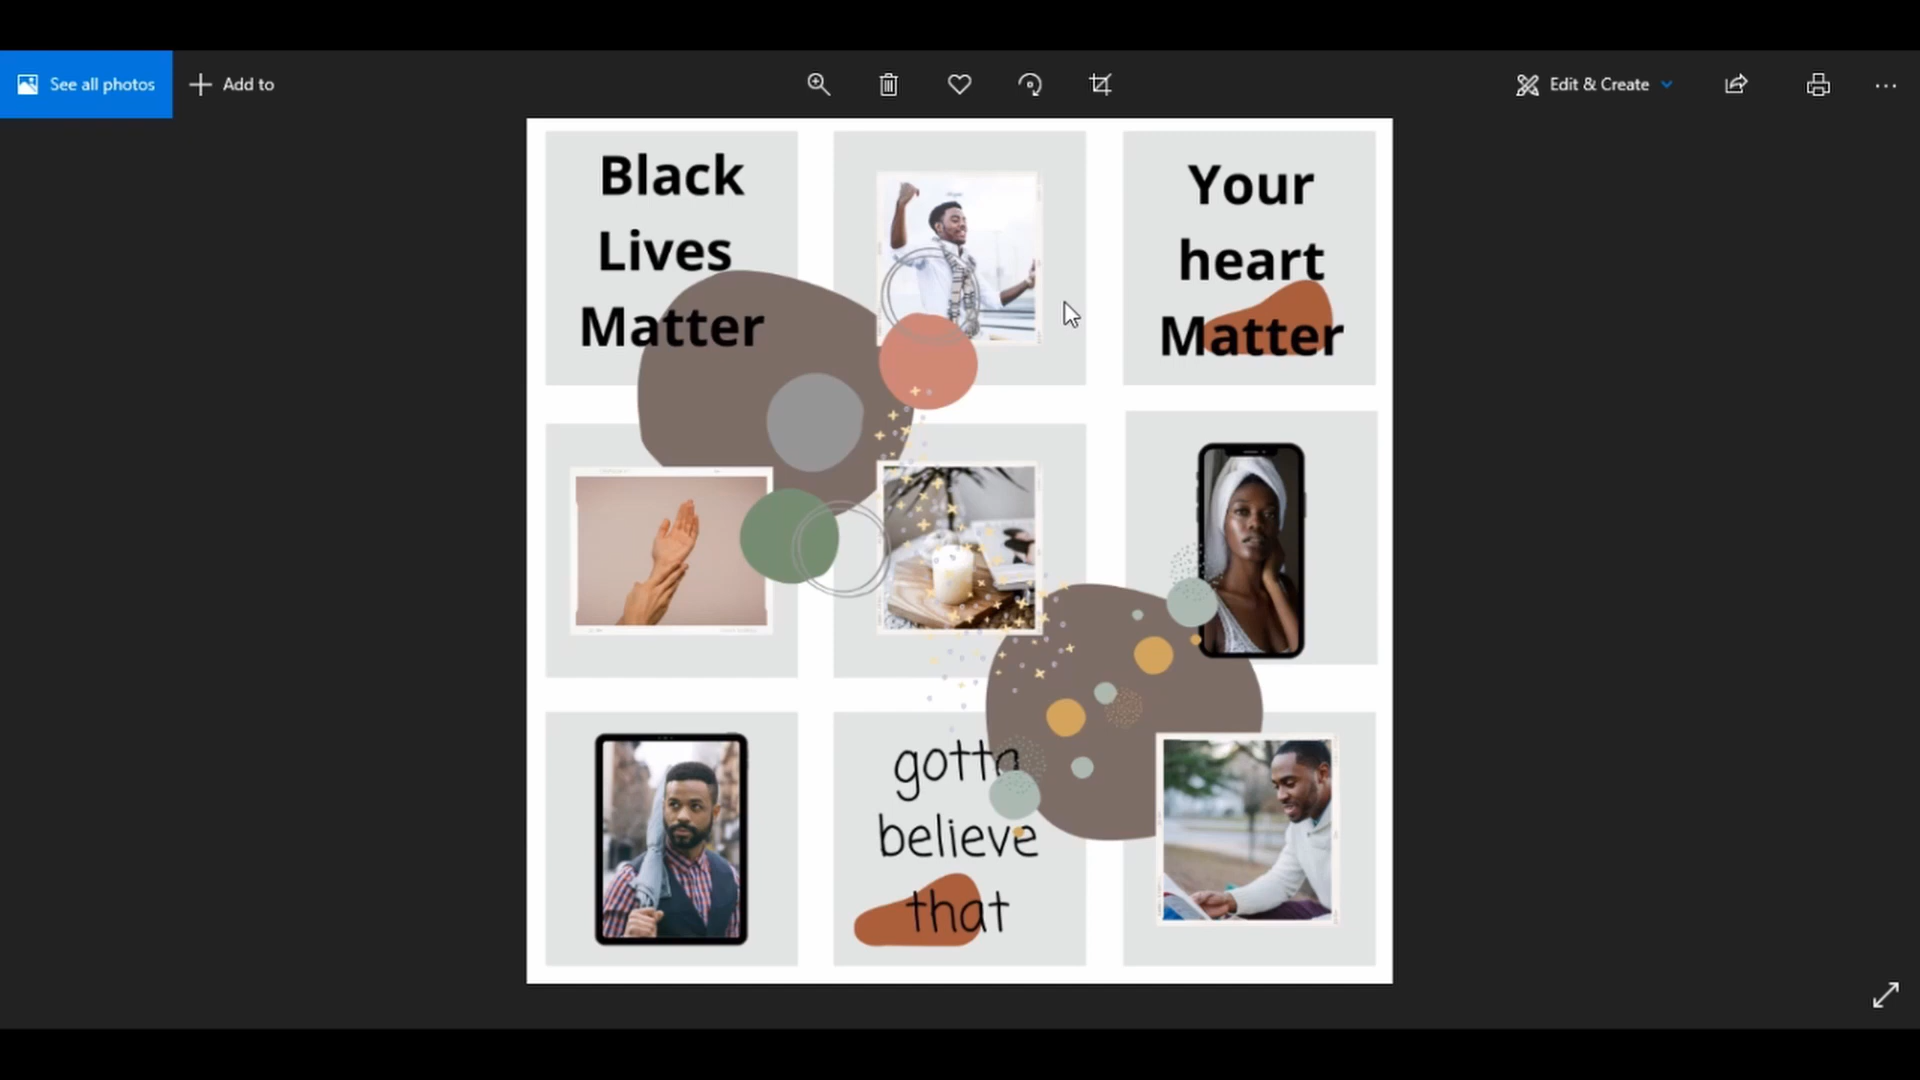 See all photos
Add to
Edit & Create
Black
Lives
Matter
Your
heart
Matter
gotta
believe
that